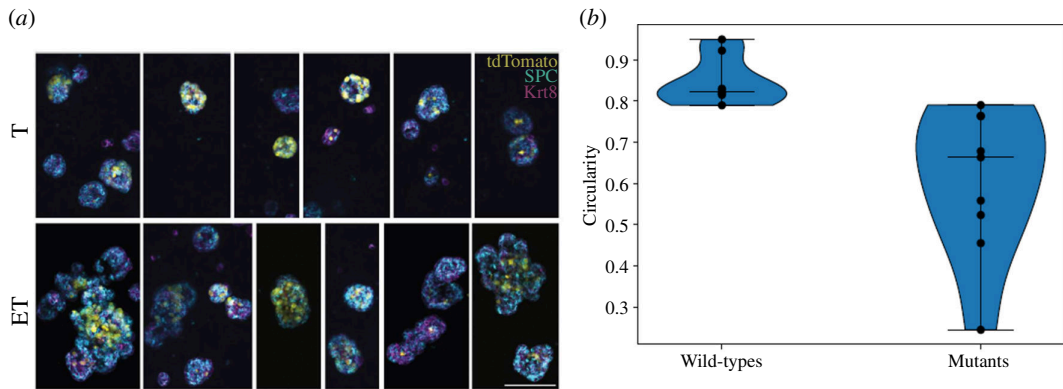 (a)
tdTomato
SPC
Krt8
T
ET
(b)
Circularity
0.9
0.8
0.7
0.6
0.5
0.4
0.3
Wild-types
Mutants